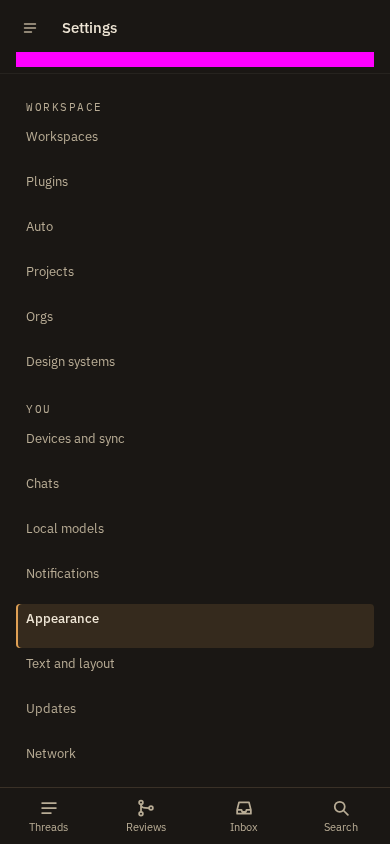 Settings
WORKSPACE
Workspaces
Plugins
Auto
Projects
Orgs
Design systems
YOU
Devices and sync
Chats
Local models
Notifications
Appearance
Text and layout
Updates
Network
Threads
Reviews
Inbox
Search